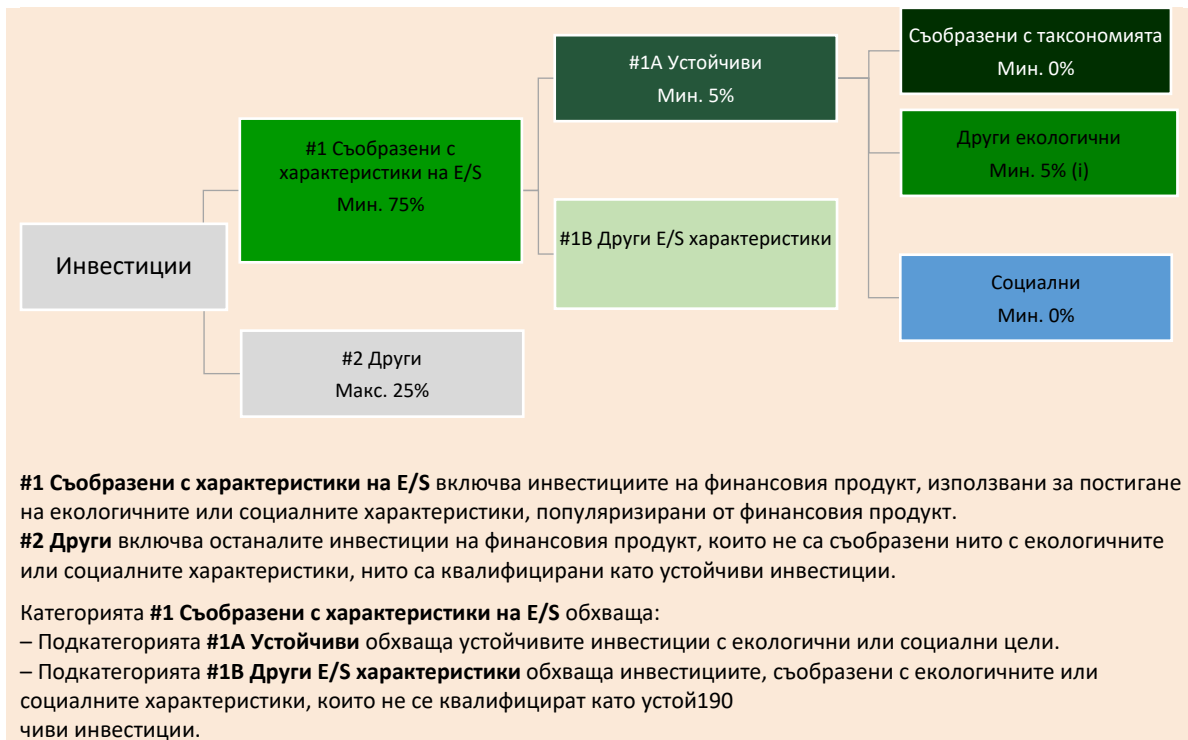 Инвестиции
#1 Съобразени с
характеристики на E/S
Мин. 75%
#2 Други
Макс. 25%
#1A Устойчиви
Мин. 5%
#1B Други E/S характеристики
Съобразени с таксономията
Мин. 0%
Други екологични
Мин. 5% (i)
Социални
Мин. 0%
#1 Съобразени с характеристики на E/S включва инвестициите на финансовия продукт, използвани за постигане
на екологичните или социалните характеристики, популяризирани от финансовия продукт.
#2 Други включва останалите инвестиции на финансовия продукт, които не са съобразени нито с екологичните
или социалните характеристики, нито са квалифицирани като устойчиви инвестиции.
Категорията #1 Съобразени с характеристики на E/S обхваща:
– Подкатегорията #1A Устойчиви обхваща устойчивите инвестиции с екологични или социални цели.
– Подкатегорията #1B Други E/S характеристики обхваща инвестициите, съобразени с екологичните или
социалните характеристики, които не се квалифицират като устой190
чиви инвестиции.